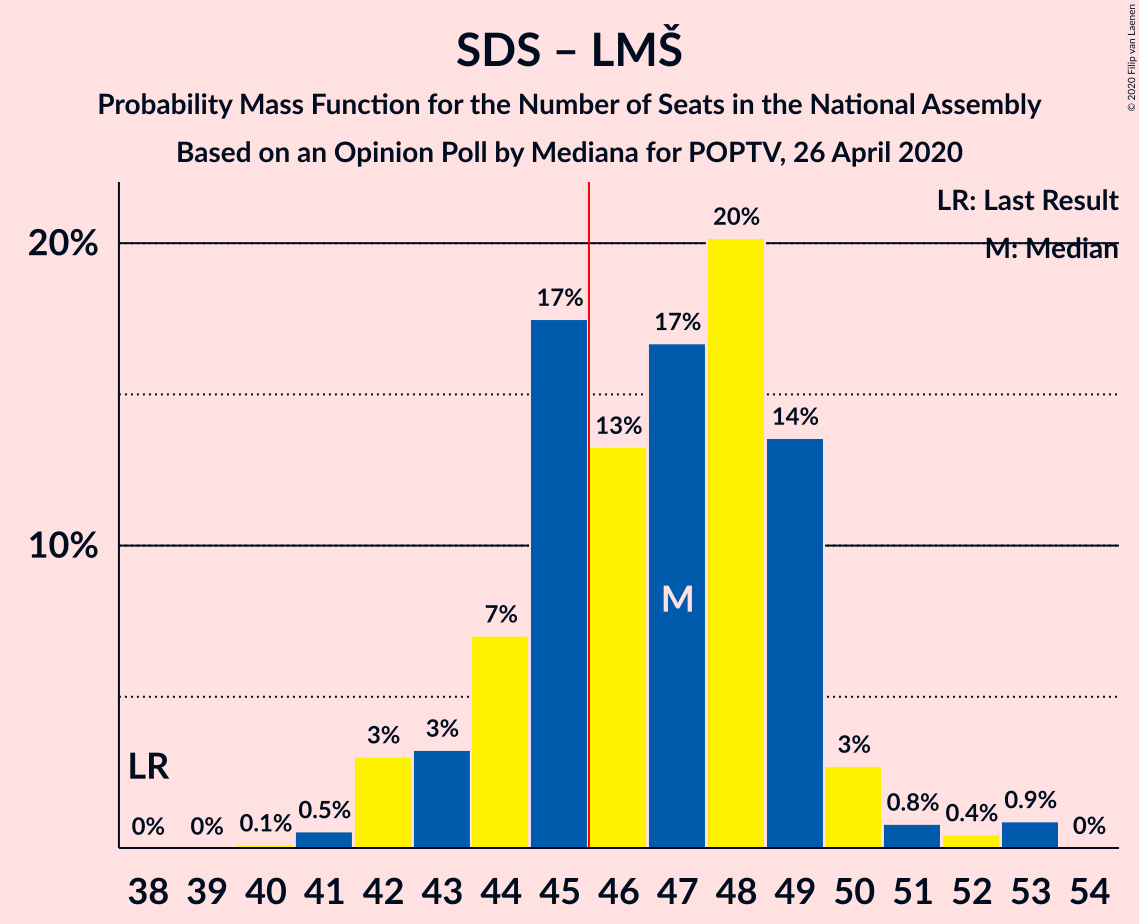 SDS – LMŠ
Probability Mass Function for the Number of Seats in the National Assembly
Based on an Opinion Poll by Mediana for POPTV, 26 April 2020
© 2020 Filip van Laenen
LR: Last Result
M: Median
20%
10%
LR
0% 0% 0.1% 0.5% 3% 3% 7% 17% 13% 17% 20% 14% 3% 0.8% 0.4% 0.9% 0%
M
38 39 40 41 42 43 44 45 46 47 48 49 50 51 52 53 54